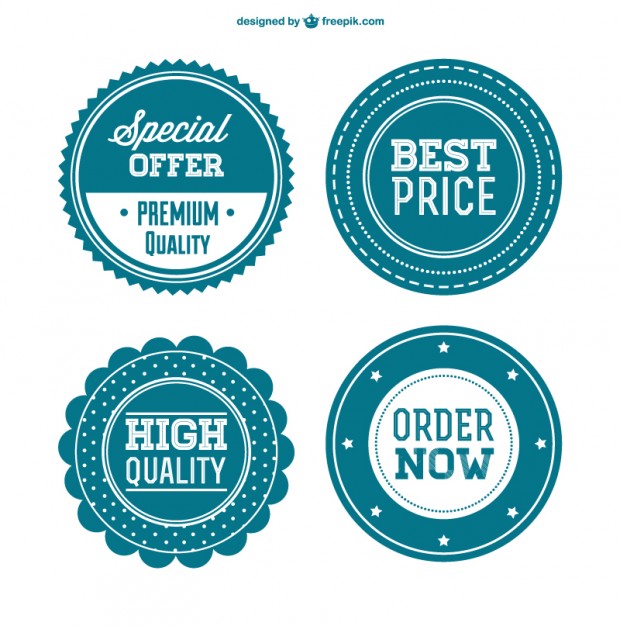 designed by freepik.com
Special
OFFER
• PREMIUM •
QUALITY
BEST
PRICE
HIGH
QUALITY
ORDER
NOW